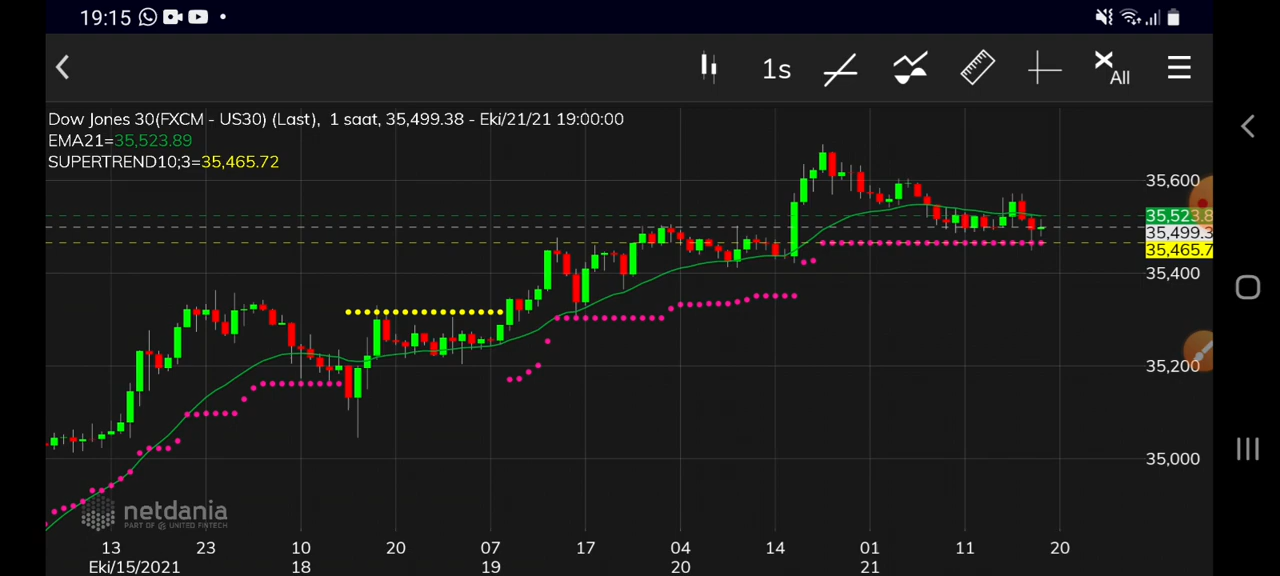 19:15
1s
All
Dow Jones 30(FXCM - US30) (Last), 1 saat, 35,499.38 - Eki/21/21 19:00:00
EMA21=35,523.89
SUPERTREND10;3=35,465.72
35,600
35,523.8
35,499.3
35,465.7
35,400
35,200
35,000
netdania
PART OF UNITED FINTECH
13 23 10 20 07 17 04 14 01 11 20
Eki/15/2021 18 19 20 21